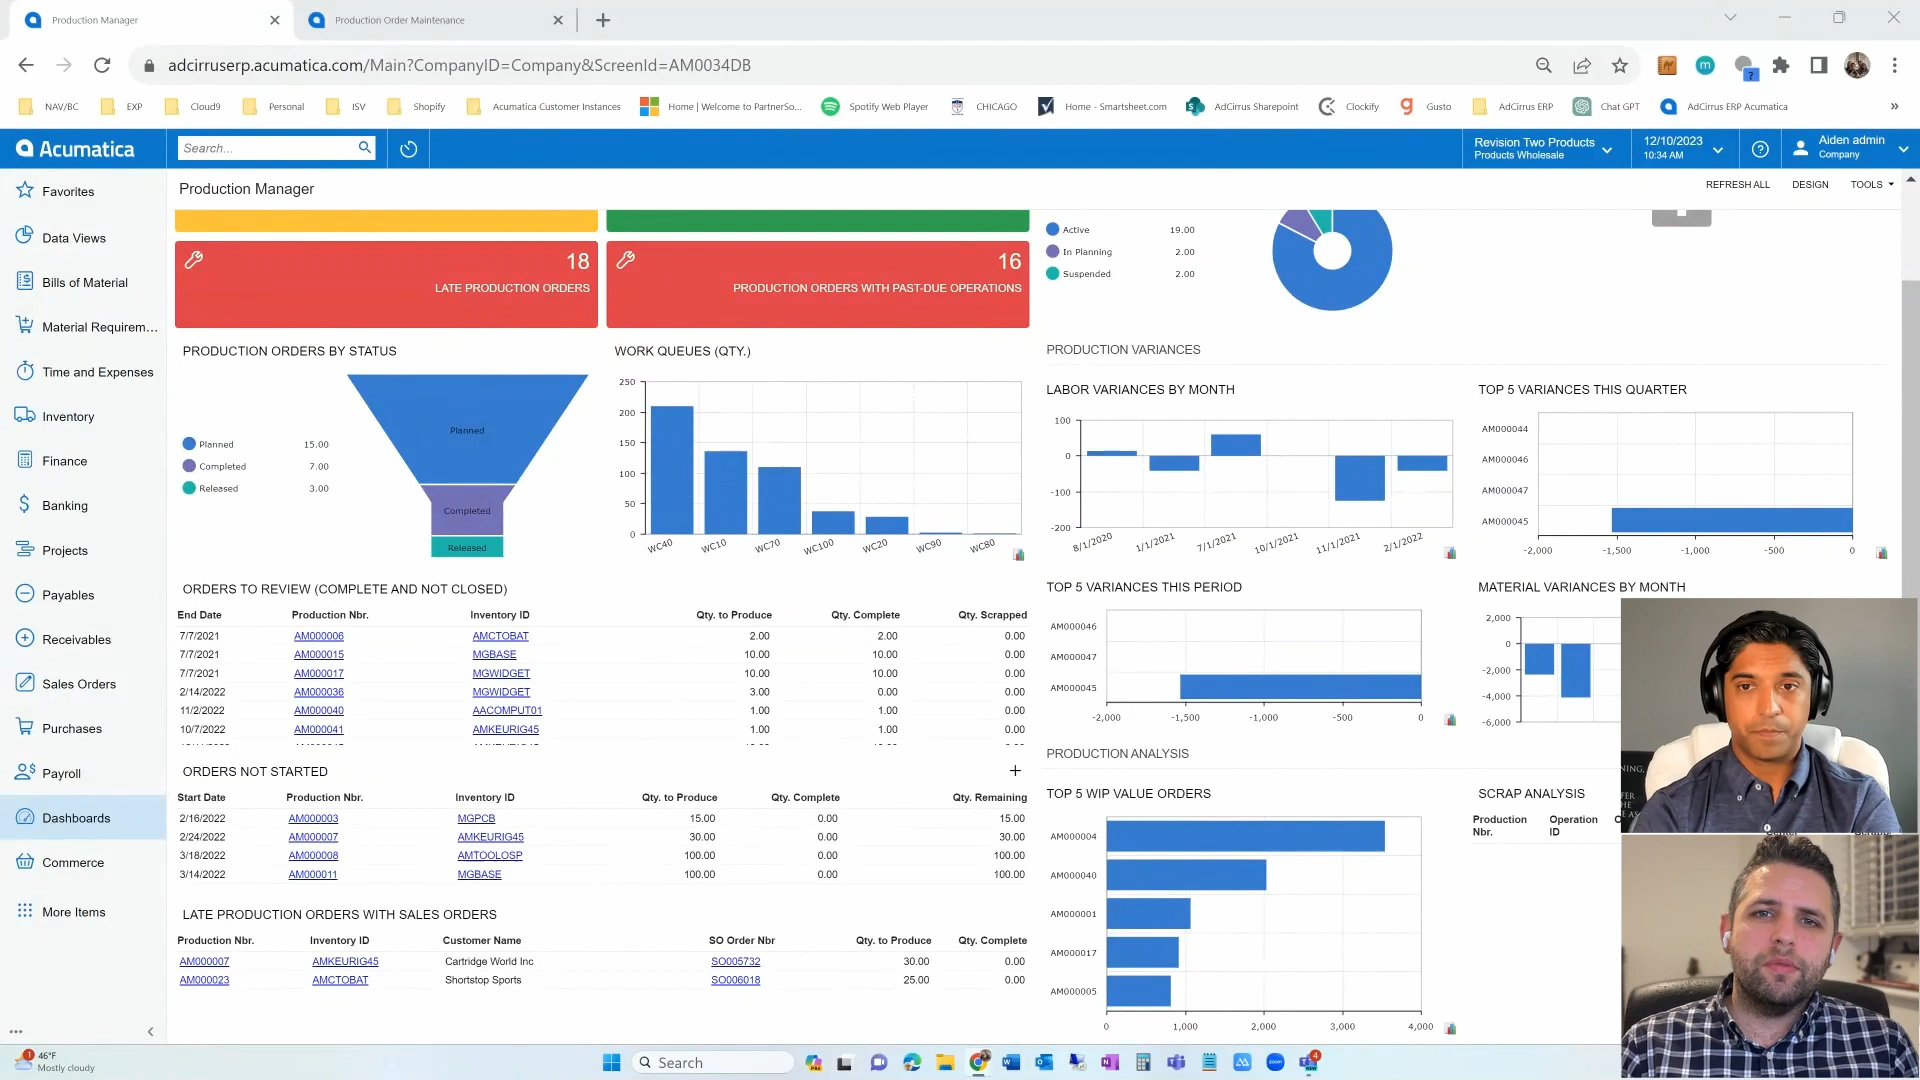 Production Manager
Production Order Maintenance
adcirruserp.acumatica.com/Main?CompanyID=Company&ScreenId=AM0034DB
NAV/BC
EXP
Cloud9
Personal
ISV
Shopify
Acumatica Customer Instances
Home | Welcome to PartnerSo...
Spotify Web Player
CHICAGO
Home - Smartsheet.com
AdCirrus Sharepoint
Clockify
Gusto
AdCirrus ERP
Chat GPT
AdCirrus ERP Acumatica
Acumatica
Search...
Revision Two Products
Products Wholesale
12/10/2023
10:34 AM
Aiden admin
Company
Favorites
Data Views
Bills of Material
Material Requirem...
Time and Expenses
Inventory
Finance
Banking
Projects
Payables
Receivables
Sales Orders
Purchases
Payroll
Dashboards
Commerce
More Items
Production Manager
REFRESH ALL
DESIGN
TOOLS
18
LATE PRODUCTION ORDERS
16
PRODUCTION ORDERS WITH PAST-DUE OPERATIONS
Active 19.00
In Planning 2.00
Suspended 2.00
PRODUCTION ORDERS BY STATUS
Planned 15.00
Completed 7.00
Released 3.00
Planned
Completed
Released
WORK QUEUES (QTY.)
250
200
150
100
50
0
WC40 WC10 WC70 WC100 WC20 WC90 WC80
PRODUCTION VARIANCES
LABOR VARIANCES BY MONTH
100
0
-100
-200
8/1/2020 1/1/2021 7/1/2021 10/1/2021 11/1/2021 2/1/2022
TOP 5 VARIANCES THIS QUARTER
AM000044
AM000046
AM000047
AM000045
-2,000 -1,500 -1,000 -500 0
ORDERS TO REVIEW (COMPLETE AND NOT CLOSED)
End Date Production Nbr. Inventory ID Qty. to Produce Qty. Complete Qty. Scrapped
7/7/2021 AM000006 AMCTOBAT 2.00 2.00 0.00
7/7/2021 AM000015 MGBASE 10.00 10.00 0.00
7/7/2021 AM000017 MGWIDGET 10.00 10.00 0.00
2/14/2022 AM000036 MGWIDGET 3.00 0.00 0.00
11/2/2022 AM000040 AACOMPUT01 1.00 1.00 0.00
10/7/2022 AM000041 AMKEURIG45 1.00 1.00 0.00
TOP 5 VARIANCES THIS PERIOD
AM000046
AM000047
AM000045
-2,000 -1,500 -1,000 -500 0
MATERIAL VARIANCES BY MONTH
2,000
0
-2,000
-4,000
-6,000
ORDERS NOT STARTED
Start Date Production Nbr. Inventory ID Qty. to Produce Qty. Complete Qty. Remaining
2/16/2022 AM000003 MGPCB 15.00 0.00 15.00
2/24/2022 AM000007 AMKEURIG45 30.00 0.00 30.00
3/18/2022 AM000008 AMTOOLOSP 100.00 0.00 100.00
3/14/2022 AM000011 MGBASE 100.00 0.00 100.00
LATE PRODUCTION ORDERS WITH SALES ORDERS
Production Nbr. Inventory ID Customer Name SO Order Nbr Qty. to Produce Qty. Complete
AM000007 AMKEURIG45 Cartridge World Inc SO005732 30.00 0.00
AM000023 AMCTOBAT Shortstop Sports SO006018 25.00 0.00
PRODUCTION ANALYSIS
TOP 5 WIP VALUE ORDERS
AM000004
AM000040
AM000001
AM000017
AM000005
0 1,000 2,000 3,000 4,000
SCRAP ANALYSIS
Production Nbr.
Operation ID
46°F
Mostly cloudy
Search